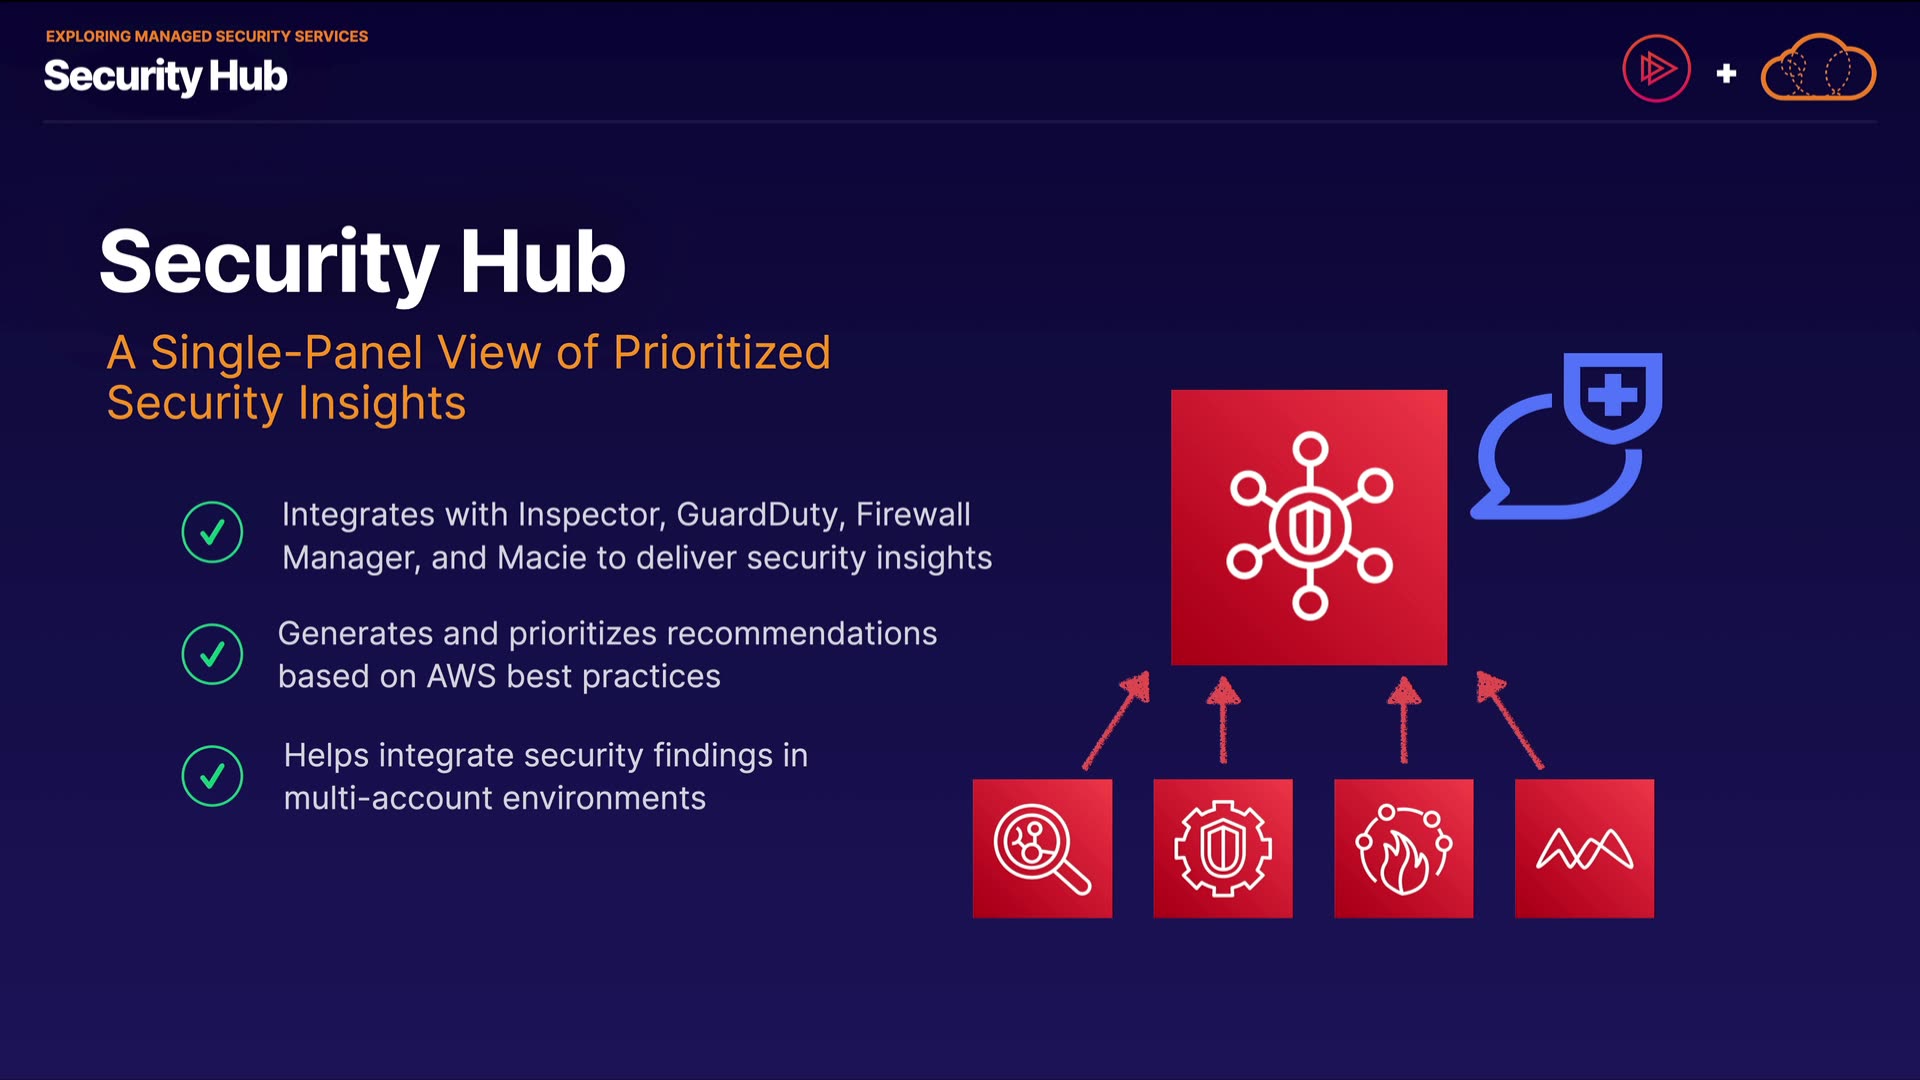 EXPLORING MANAGED SECURITY SERVICES
Security Hub
Security Hub
A Single-Panel View of Prioritized
Security Insights
Integrates with Inspector, GuardDuty, Firewall
Manager, and Macie to deliver security insights
Generates and prioritizes recommendations
based on AWS best practices
Helps integrate security findings in
multi-account environments